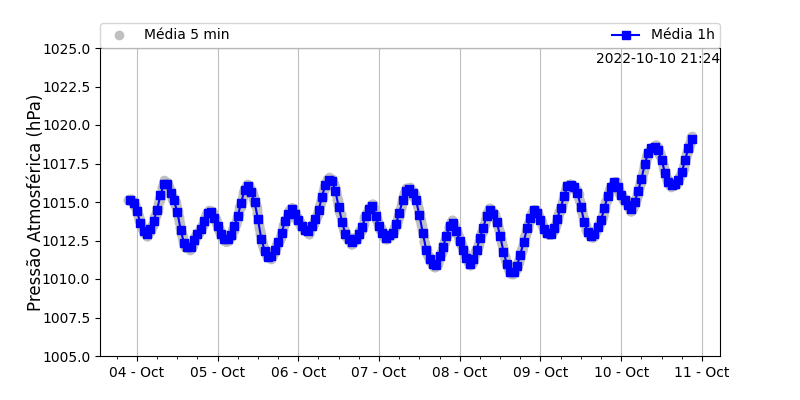 Média 5 min
Média 1h
2022-10-10 21:24
Pressão Atmosférica (hPa)
1025.0
1022.5
1020.0
1017.5
1015.0
1012.5
1010.0
1007.5
1005.0
04 - Oct
05 - Oct
06 - Oct
07 - Oct
08 - Oct
09 - Oct
10 - Oct
11 - Oct